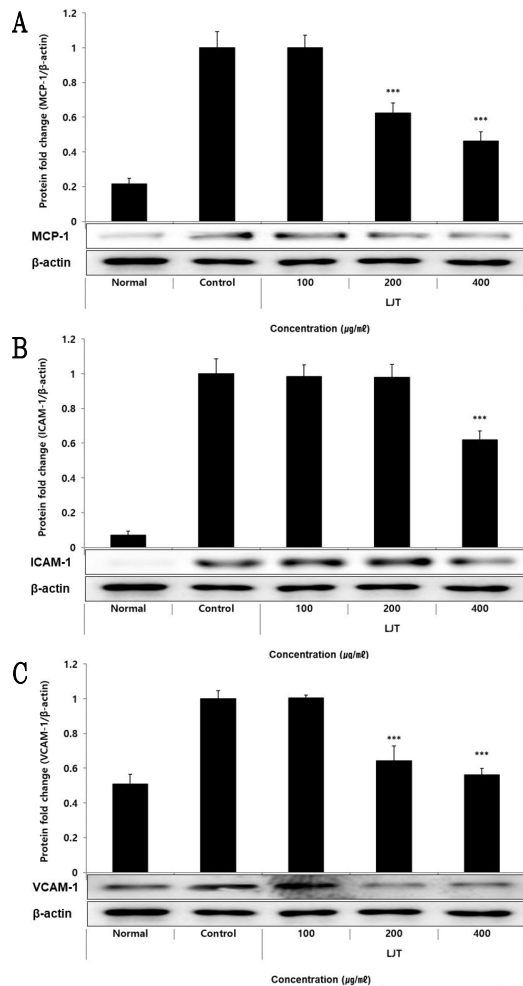 A
Protein fold change (MCP-1/β-actin)
1.2
1
0.8
0.6
0.4
0.2
0
***
***
MCP-1
β-actin
Normal Control 100 200 400
LJT
Concentration (㎍/㎖)
B
Protein fold change (ICAM-1/β-actin)
1.2
1
0.8
0.6
0.4
0.2
0
***
ICAM-1
β-actin
Normal Control 100 200 400
LJT
Concentration (㎍/㎖)
C
Protein fold change (VCAM-1/β-actin)
1.2
1
0.8
0.6
0.4
0.2
0
***
***
VCAM-1
β-actin
Normal Control 100 200 400
LJT
Concentration (㎍/㎖)